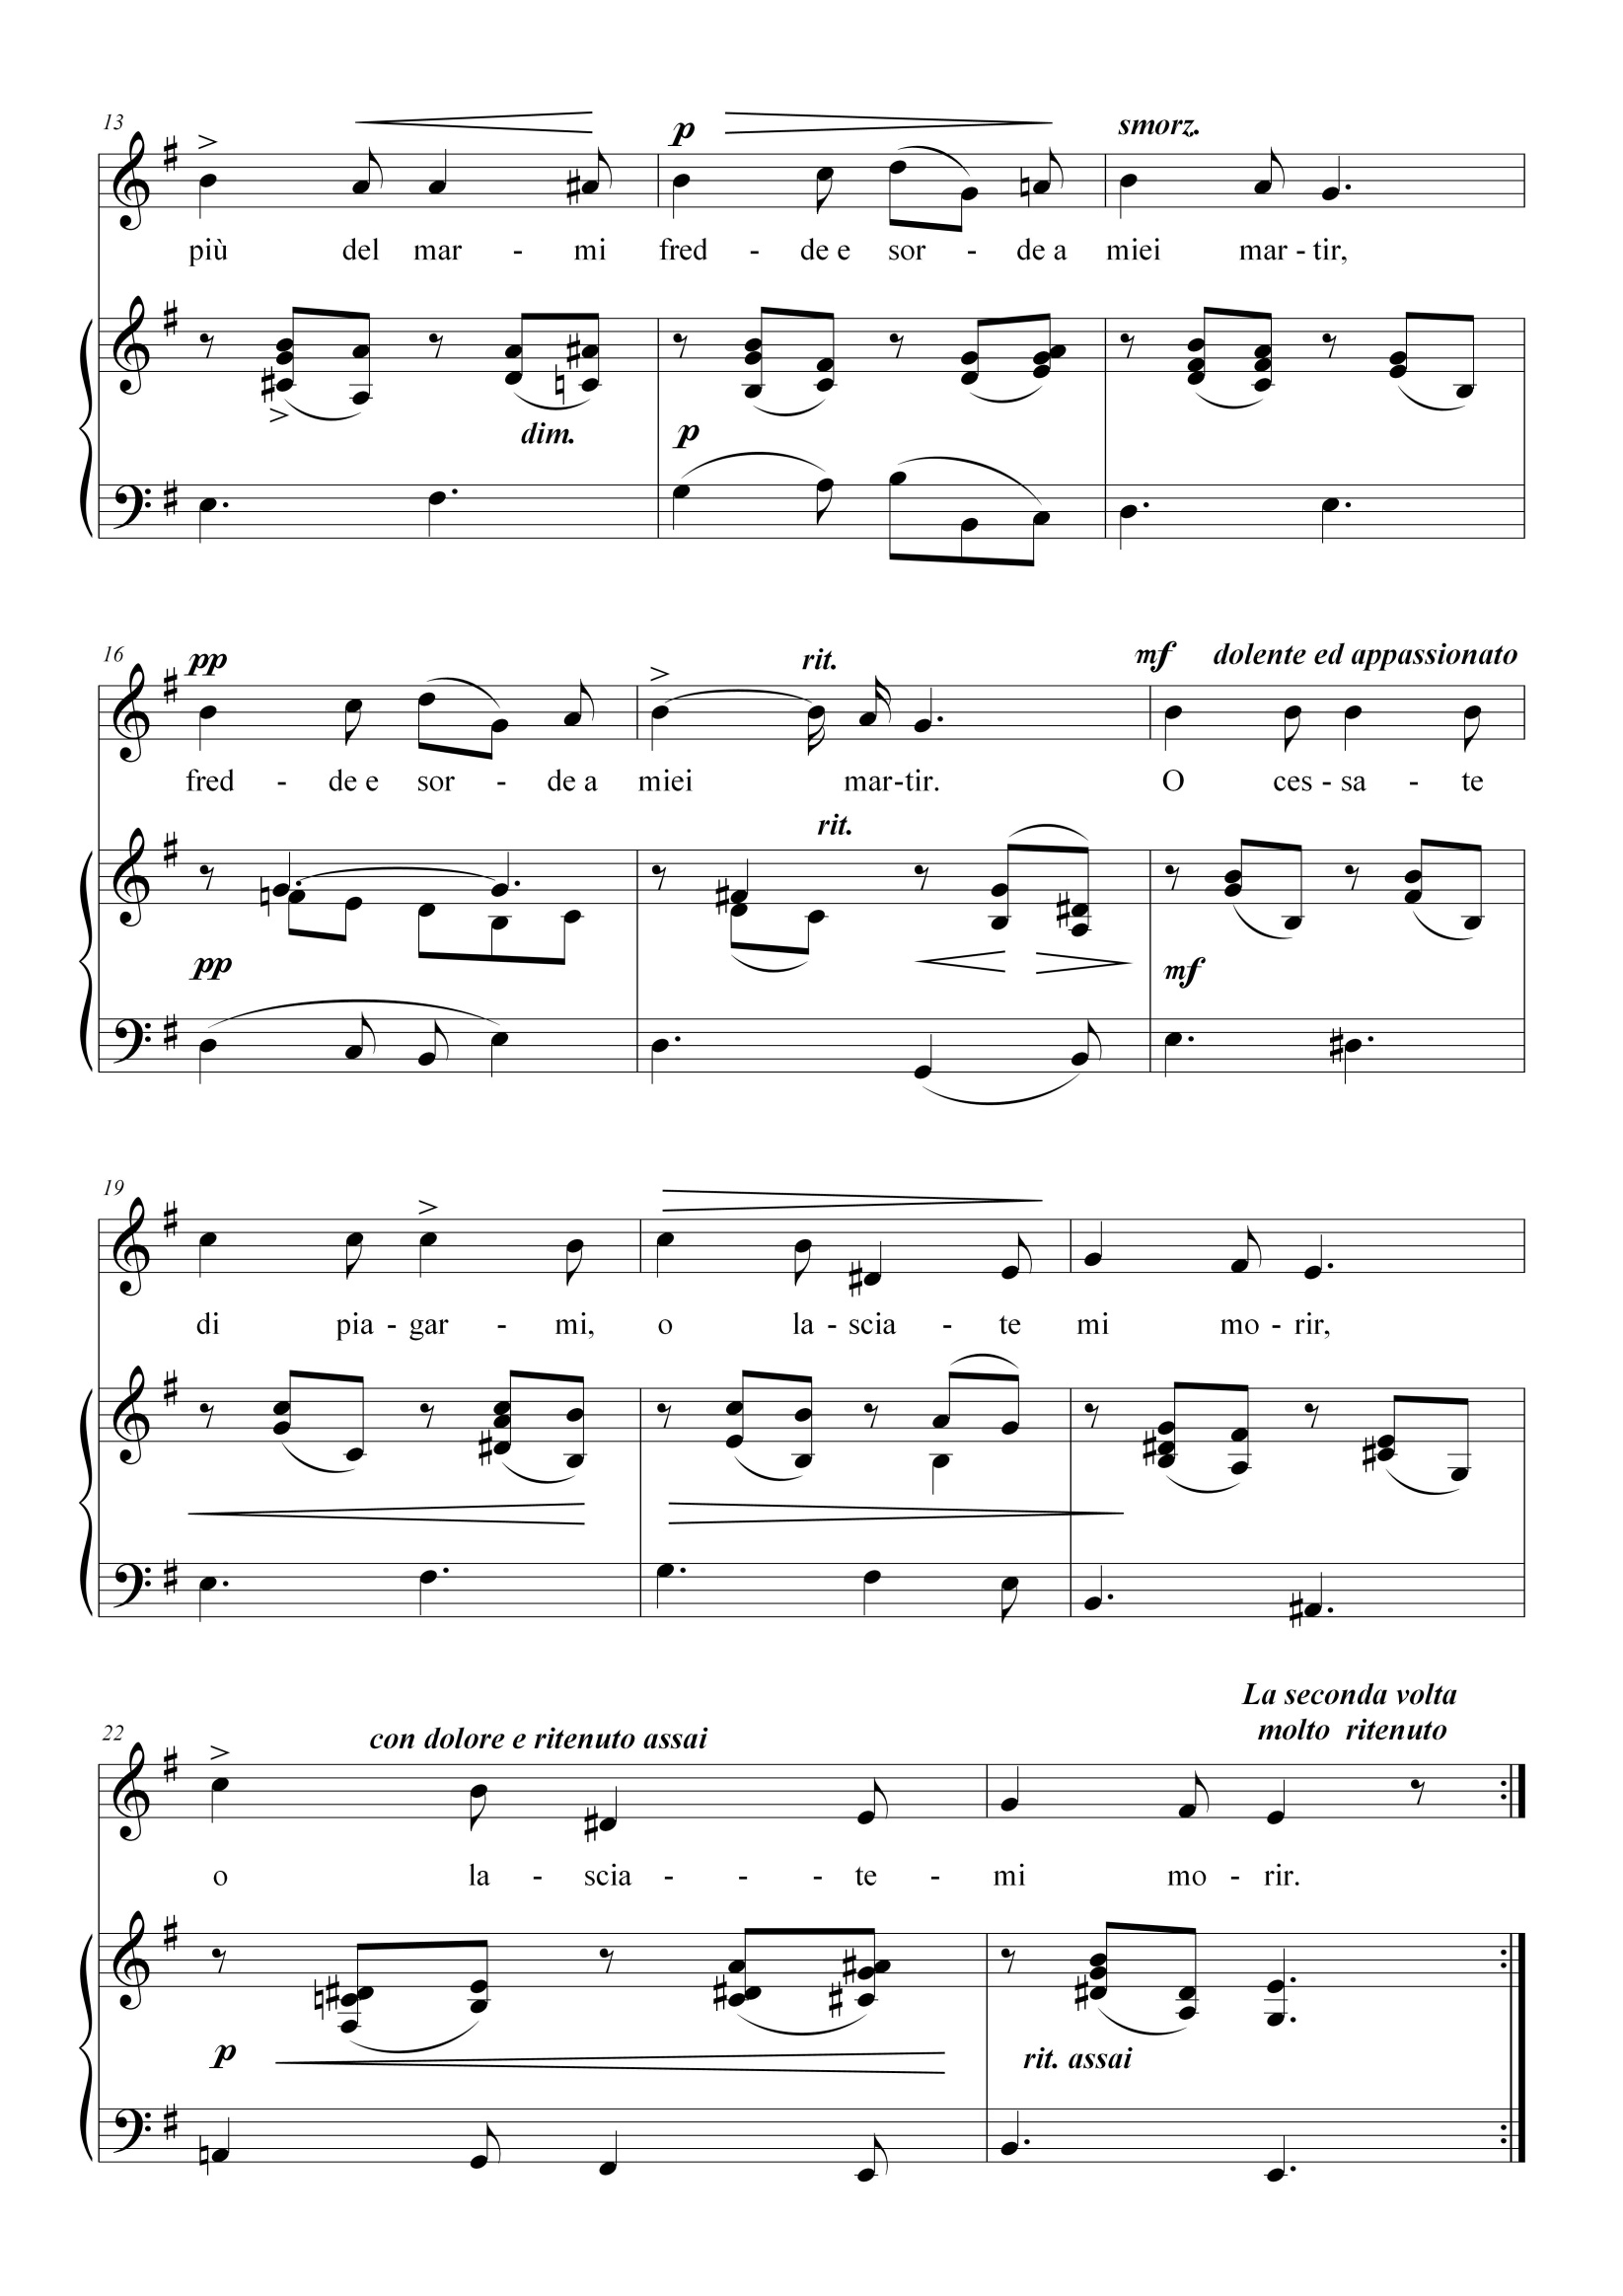 13
p
smorz.
più del mar - mi fred - de e sor - de a miei mar - tir,
dim.
p
16
pp
rit.
mf dolente ed appassionato
fred - de e sor - de a miei mar-tir. O ces - sa - te
rit.
pp
mf
19
di pia - gar - mi, o la - scia - te mi mo - rir,
La seconda volta
molto ritenuto
22
con dolore e ritenuto assai
o la - scia - - - te - mi mo - rir.
p
rit. assai